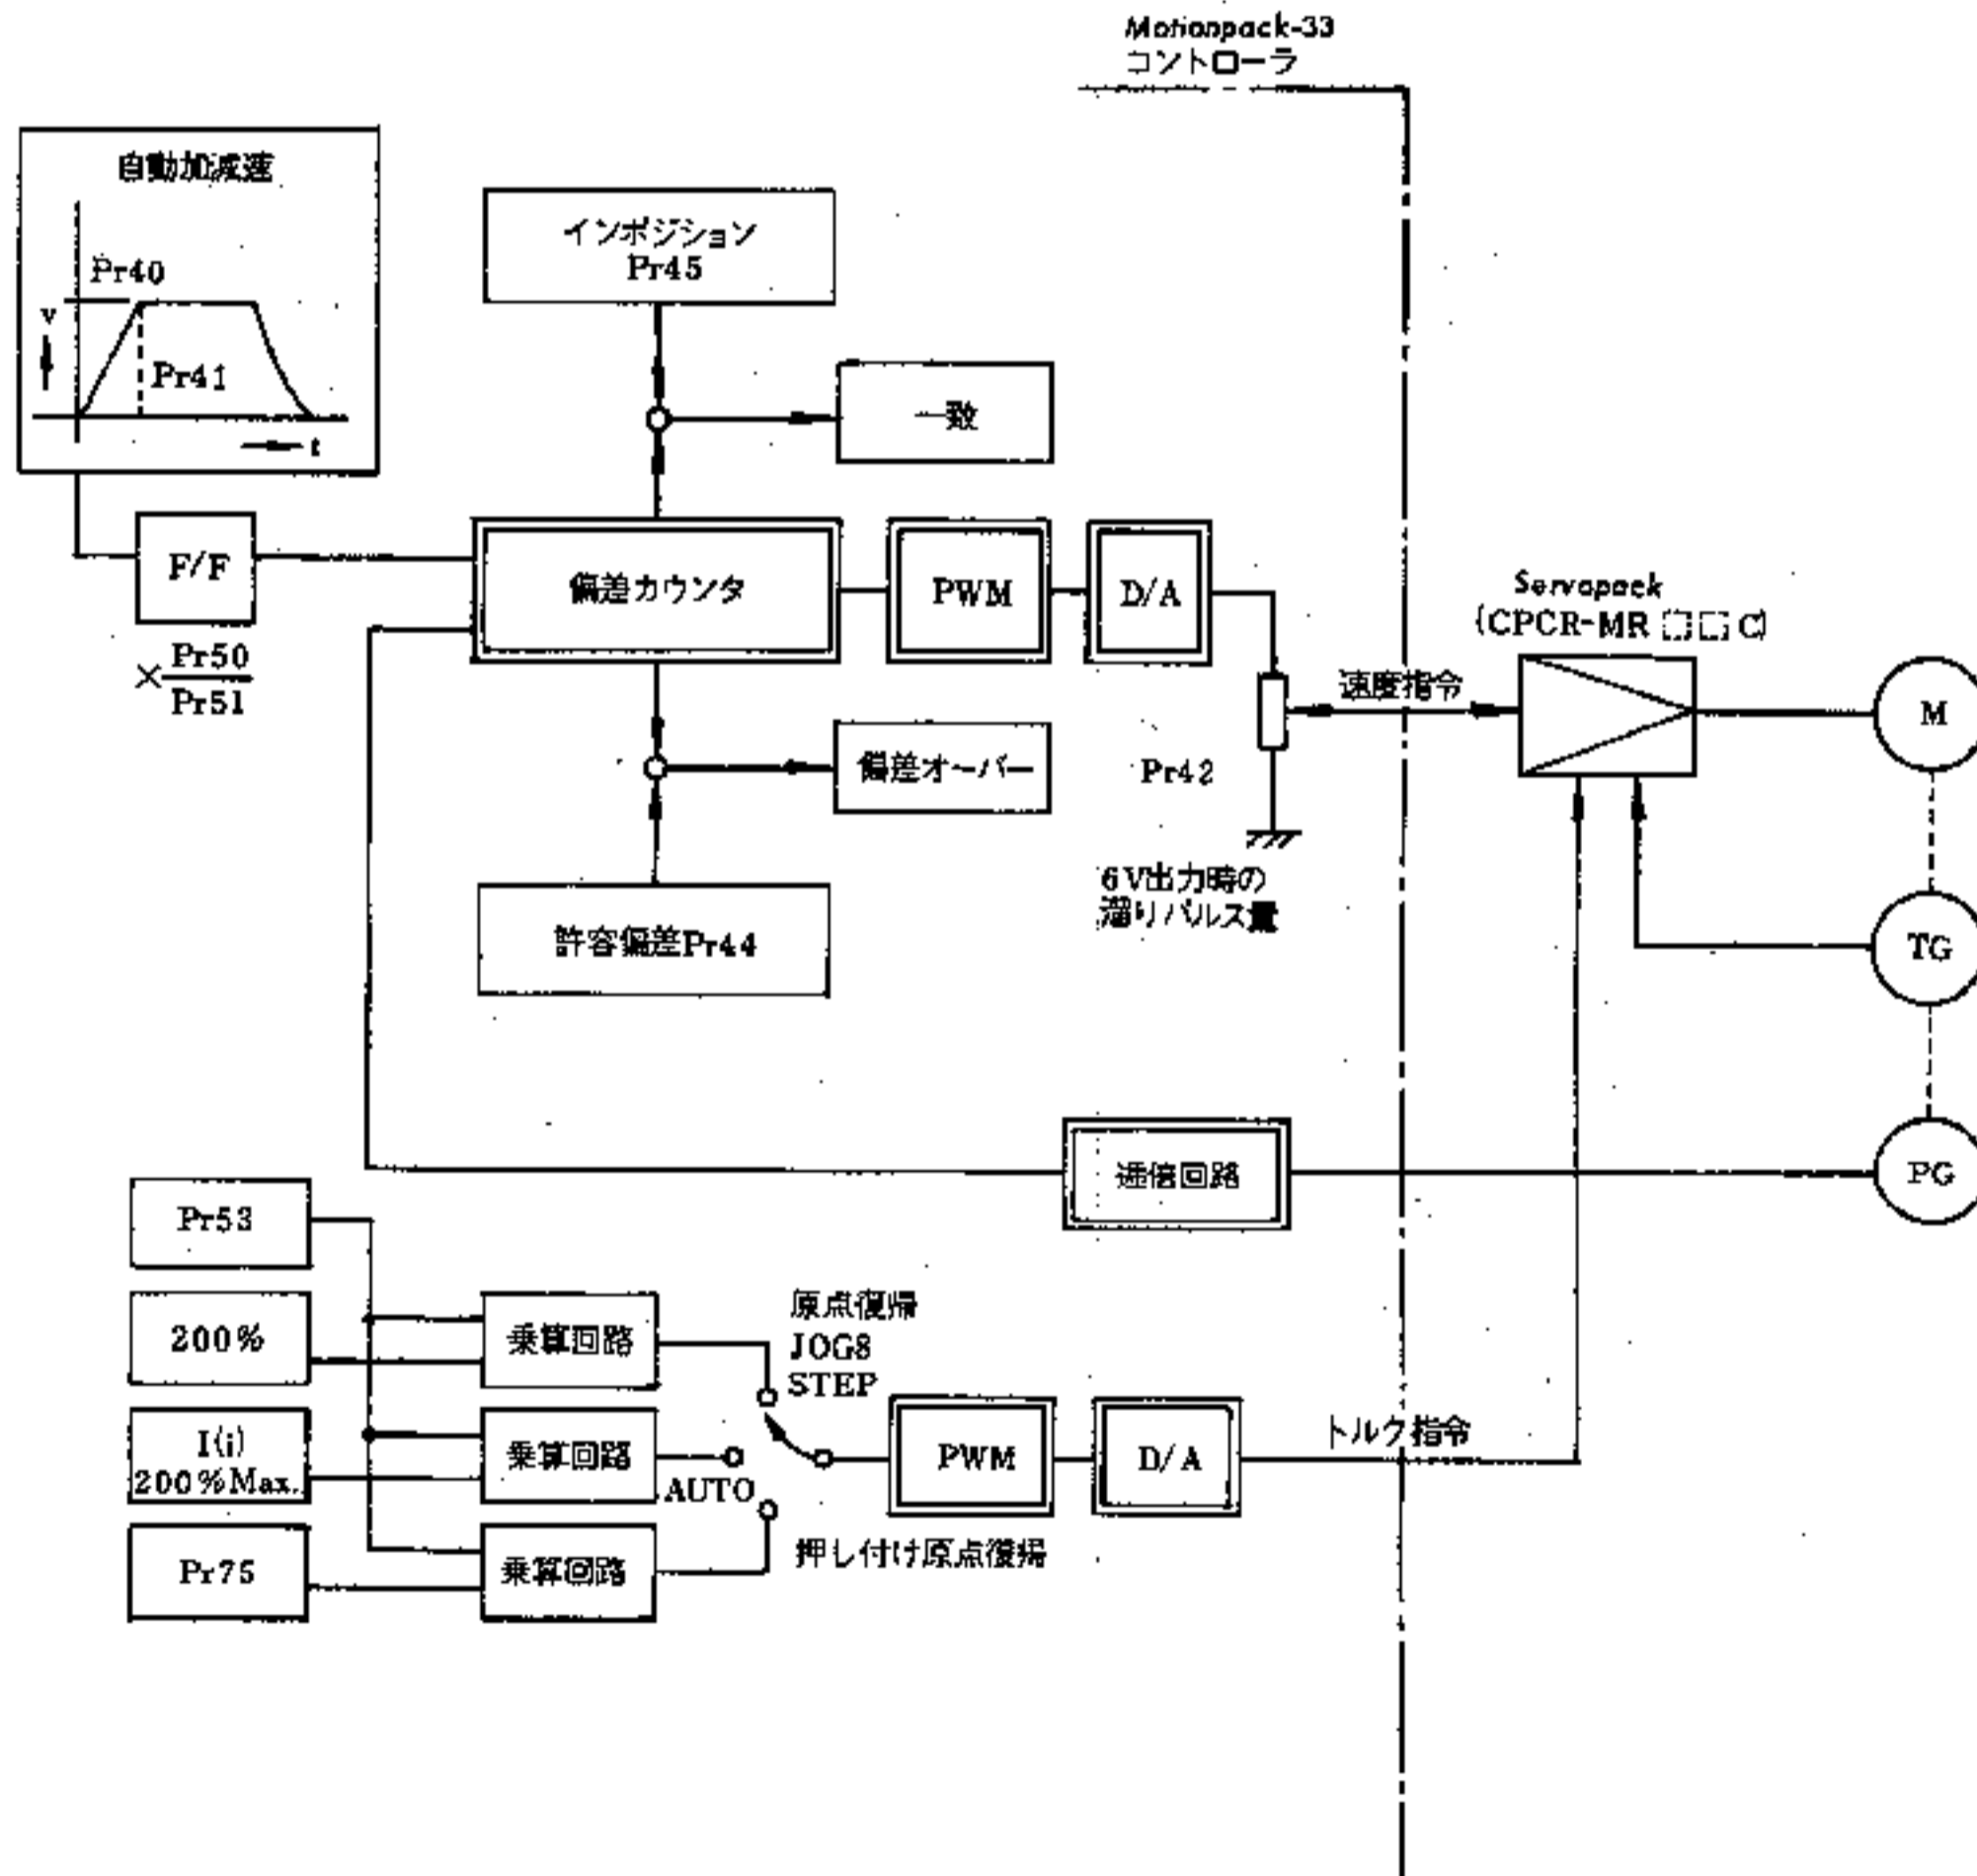 Motionpack-33
コントローラ
自動加減速
Pr40
v
Pr41
t
インポジション
Pr45
一致
F/F
×Pr50/Pr51
偏差カウンタ
PWM
D/A
Servopack
(CPCR-MR□□C)
速度指令
M
偏差オーバー
Pr42
許容偏差Pr44
6V出力時の
溜りパルス量
TG
逓倍回路
PG
Pr53
200%
乗算回路
原点復帰
JOG8
STEP
I(i)
200%Max.
乗算回路
AUTO
PWM
D/A
トルク指令
Pr75
乗算回路
押し付け原点復帰